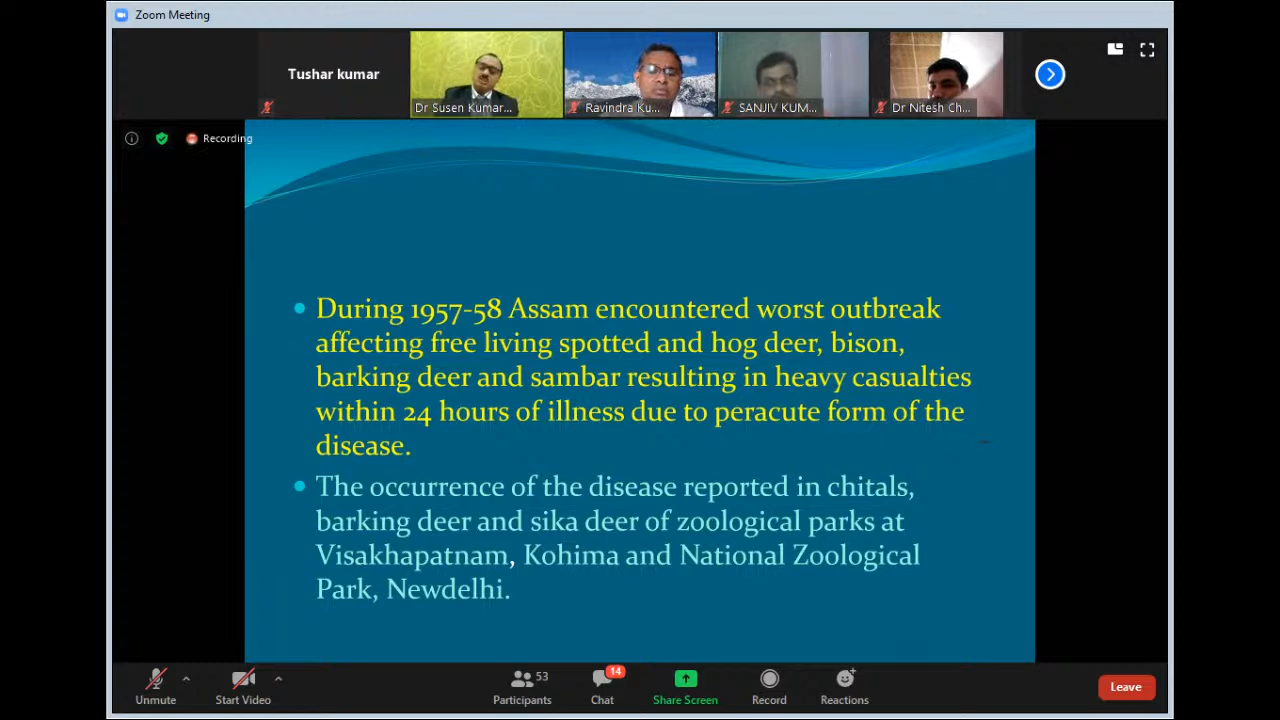 Zoom Meeting
Tushar kumar
Dr Susen Kumar...
Ravindra Ku...
SANJIV KUM...
Dr Nitesh Ch...
Recording
During 1957-58 Assam encountered worst outbreak
affecting free living spotted and hog deer, bison,
barking deer and sambar resulting in heavy casualties
within 24 hours of illness due to peracute form of the
disease.
The occurrence of the disease reported in chitals,
barking deer and sika deer of zoological parks at
Visakhapatnam, Kohima and National Zoological
Park, Newdelhi.
Unmute
Start Video
53
Participants
14
Chat
Share Screen
Record
Reactions
Leave